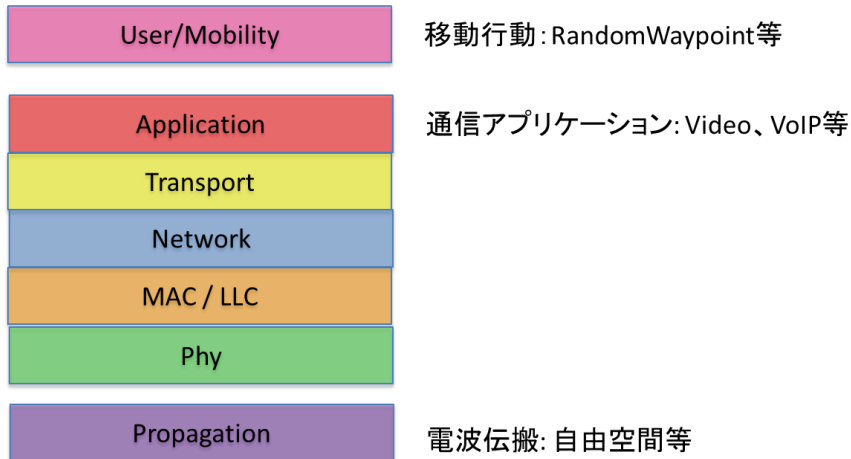 User/Mobility 移動行動:RandomWaypoint等
Application 通信アプリケーション: Video、VoIP等
Transport
Network
MAC / LLC
Phy
Propagation 電波伝搬: 自由空間等